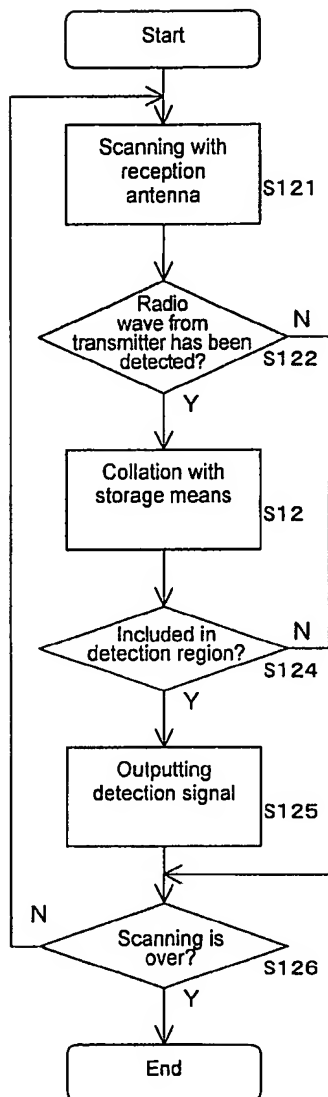 Start
Scanning with
reception
antenna
S121
Radio
wave from
transmitter has been
detected?
N
S122
Y
Collation with
storage means
S12
Included in
detection region?
N
S124
Y
Outputting
detection signal
S125
N
Scanning is
over?
S126
Y
End